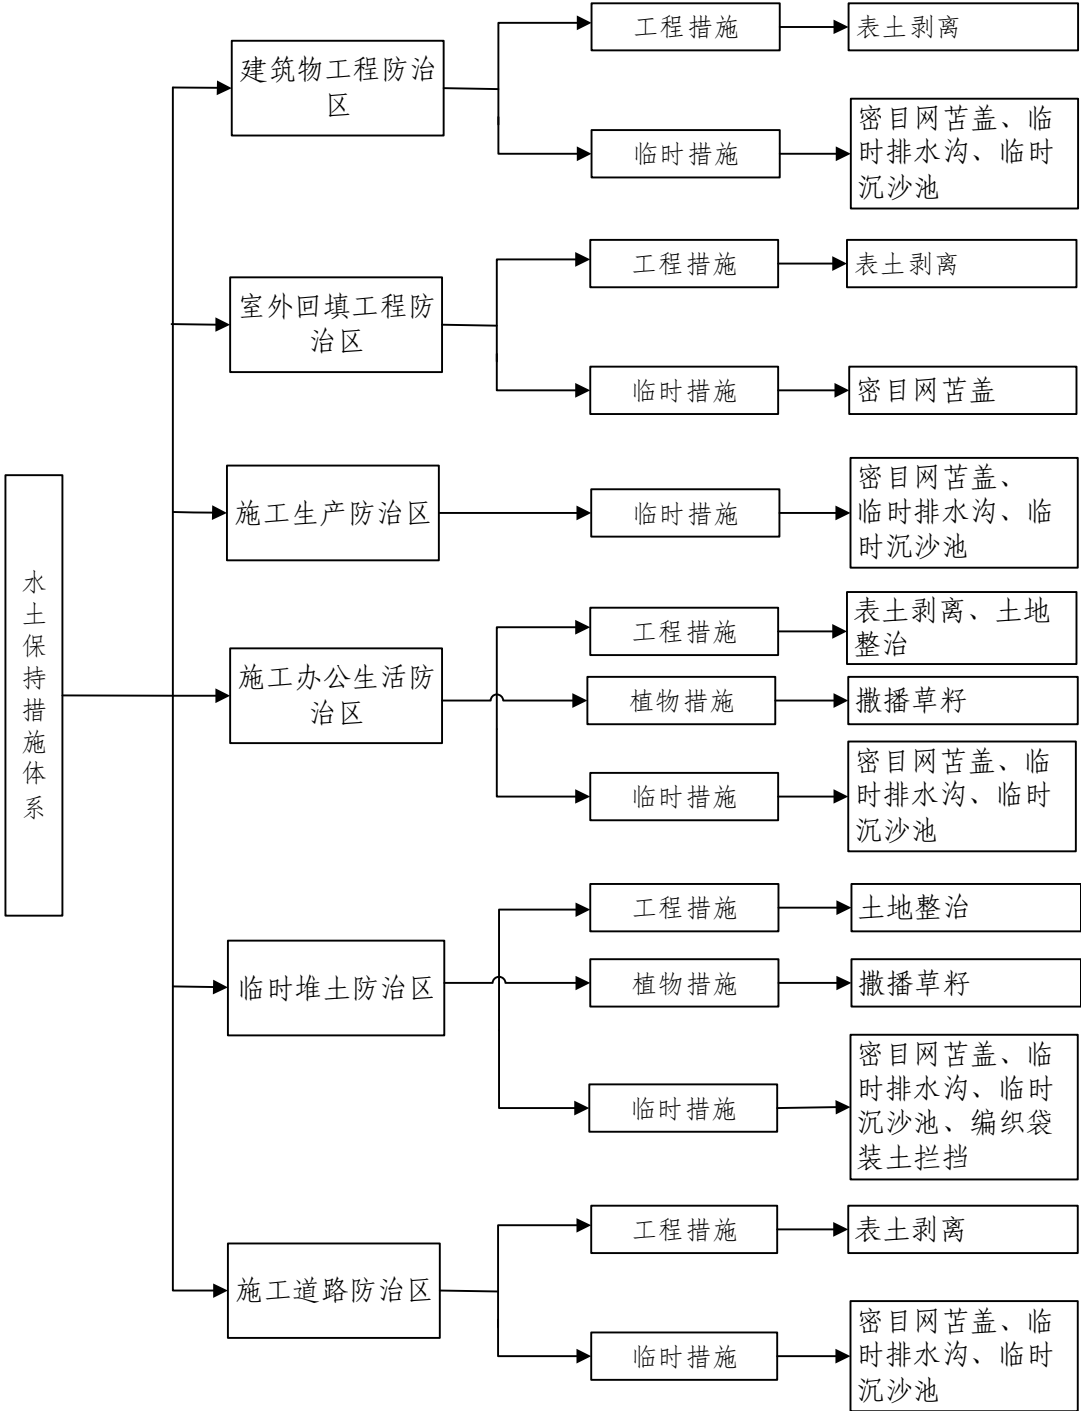 水土保持措施体系
建筑物工程防治
区
工程措施
表土剥离
临时措施
密目网苫盖、临
时排水沟、临时
沉沙池
室外回填工程防
治区
工程措施
表土剥离
临时措施
密目网苫盖
施工生产防治区
临时措施
密目网苫盖、
临时排水沟、临
时沉沙池
施工办公生活防
治区
工程措施
表土剥离、土地
整治
植物措施
撒播草籽
临时措施
密目网苫盖、临
时排水沟、临时
沉沙池
临时堆土防治区
工程措施
土地整治
植物措施
撒播草籽
临时措施
密目网苫盖、临
时排水沟、临时
沉沙池、编织袋
装土拦挡
施工道路防治区
工程措施
表土剥离
临时措施
密目网苫盖、临
时排水沟、临时
沉沙池